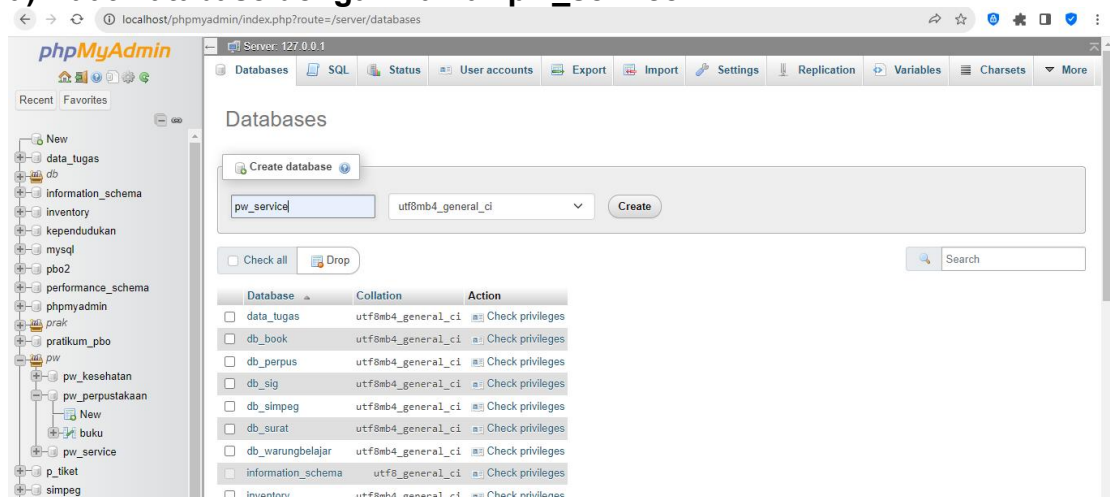 localhost/phpmyadmin/index.php?route=/server/databases
phpMyAdmin
Recent Favorites
New
data_tugas
db
information_schema
inventory
kependudukan
mysql
pbo2
performance_schema
phpmyadmin
prak
pratikum_pbo
pw
pw_kesehatan
pw_perpustakaan
New
buku
pw_service
p_tiket
simpeg
Server: 127.0.0.1
Databases SQL Status User accounts Export Import Settings Replication Variables Charsets More
Databases
Create database
pw_service utf8mb4_general_ci Create
Check all Drop Search
Database Collation Action
data_tugas utf8mb4_general_ci Check privileges
db_book utf8mb4_general_ci Check privileges
db_perpus utf8mb4_general_ci Check privileges
db_sig utf8mb4_general_ci Check privileges
db_simpeg utf8mb4_general_ci Check privileges
db_surat utf8mb4_general_ci Check privileges
db_warungbelajar utf8mb4_general_ci Check privileges
information_schema utf8_general_ci Check privileges
inventory utf8mb4_general_ci Check privileges